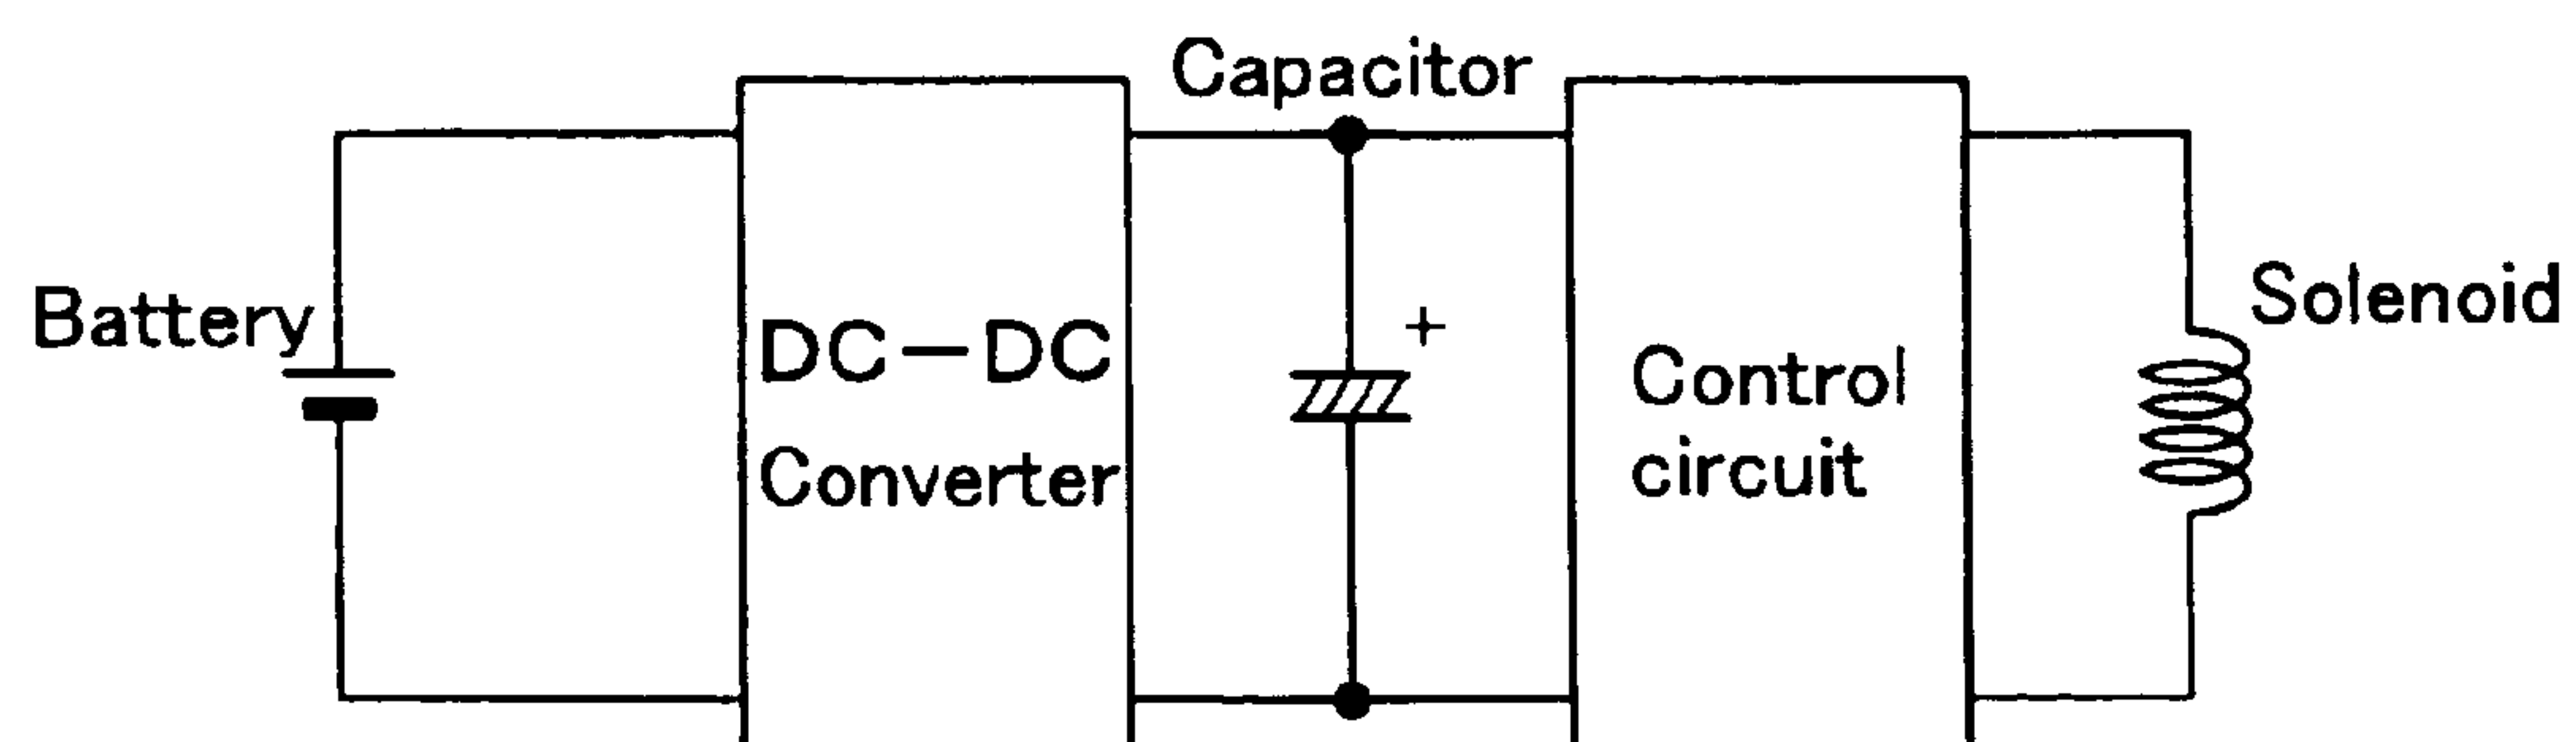 Capacitor
Battery
DC−DC
Converter
+
Control
circuit
Solenoid